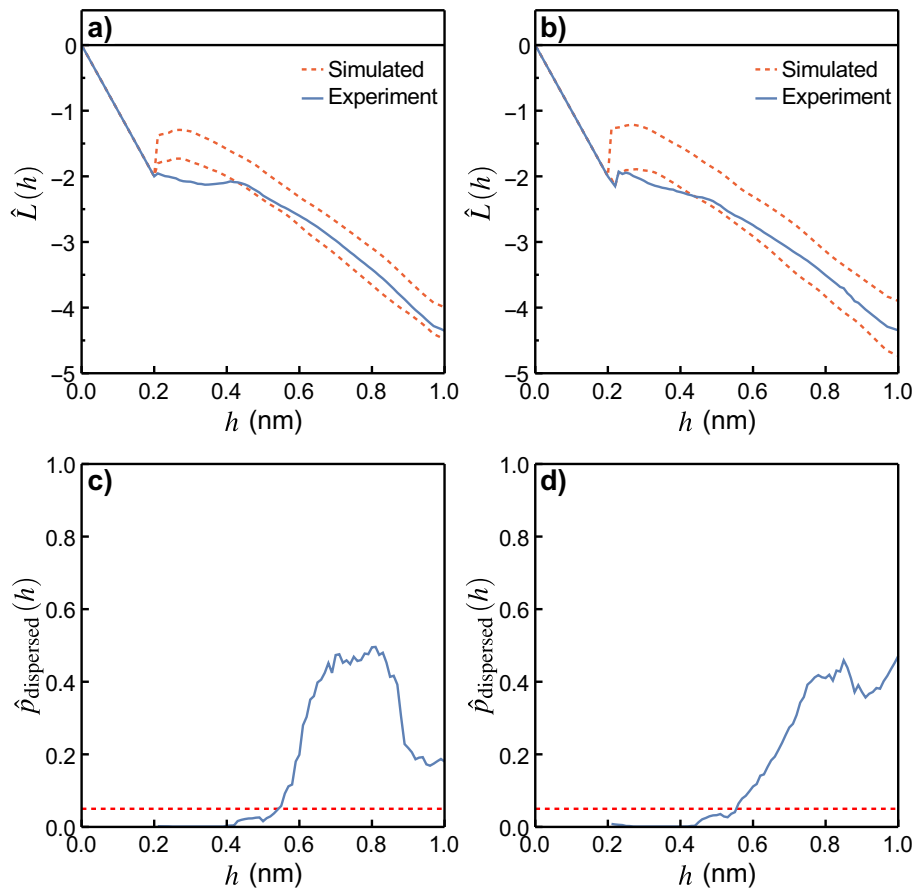 a)
0
−1
−2
−3
−4
−5
L̂(h)
Simulated
Experiment
0.0 0.2 0.4 0.6 0.8 1.0
h (nm)
b)
0
−1
−2
−3
−4
−5
L̂(h)
Simulated
Experiment
0.0 0.2 0.4 0.6 0.8 1.0
h (nm)
c)
1.0
0.8
0.6
0.4
0.2
0.0
p̂dispersed(h)
0.0 0.2 0.4 0.6 0.8 1.0
h (nm)
d)
1.0
0.8
0.6
0.4
0.2
0.0
p̂dispersed(h)
0.0 0.2 0.4 0.6 0.8 1.0
h (nm)